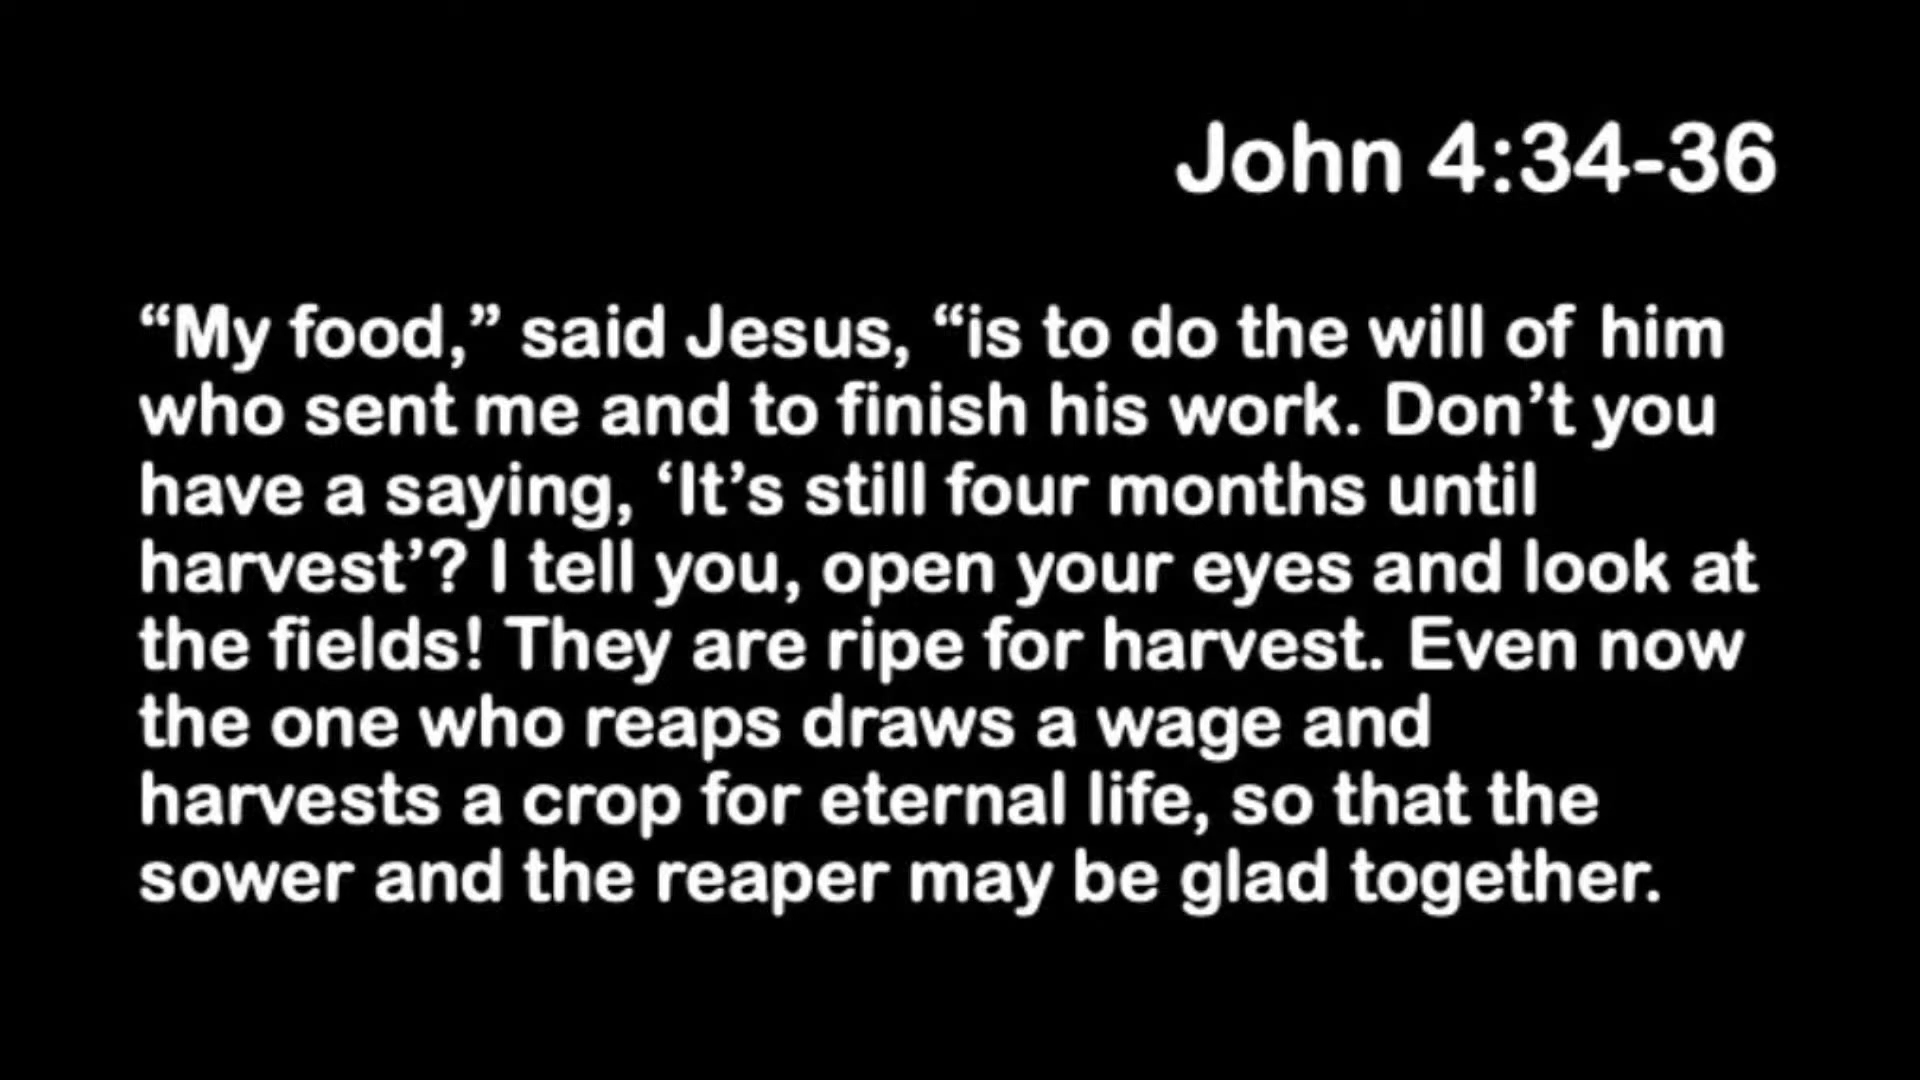 John 4:34-36
“My food,” said Jesus, “is to do the will of him
who sent me and to finish his work. Don’t you
have a saying, ‘It’s still four months until
harvest’? I tell you, open your eyes and look at
the fields! They are ripe for harvest. Even now
the one who reaps draws a wage and
harvests a crop for eternal life, so that the
sower and the reaper may be glad together.